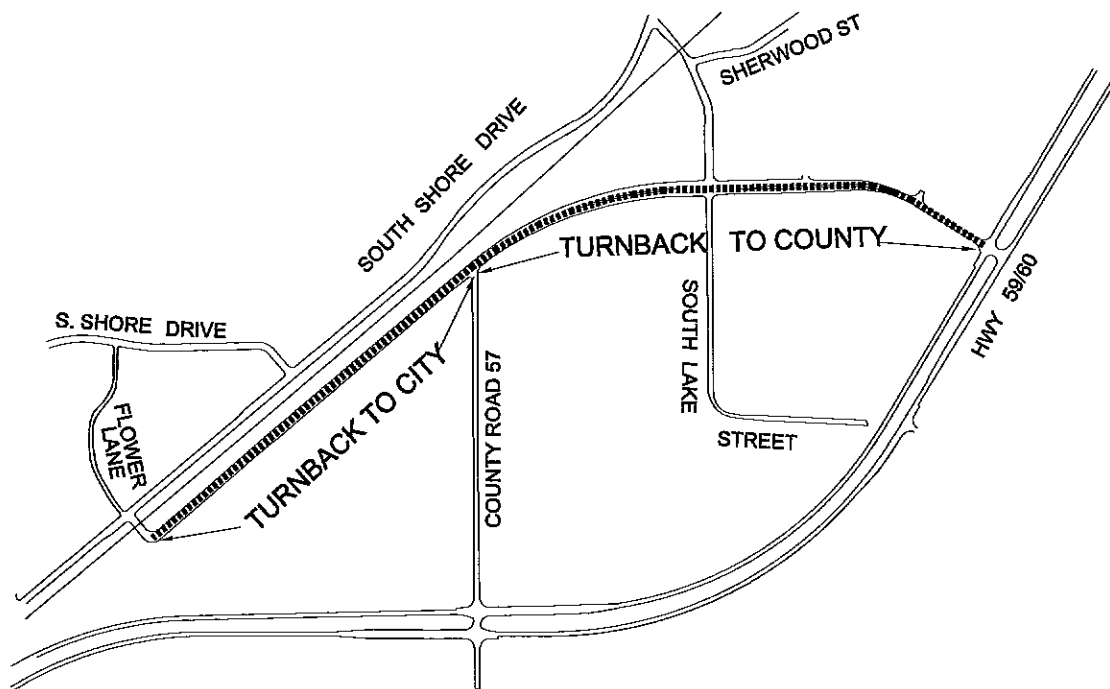 SHERWOOD ST
SOUTH SHORE DRIVE
TURNBACK TO COUNTY
HWY 59/60
S. SHORE DRIVE
TURNBACK TO CITY
COUNTY ROAD 57
SOUTH LAKE
STREET
FLOWER
LANE